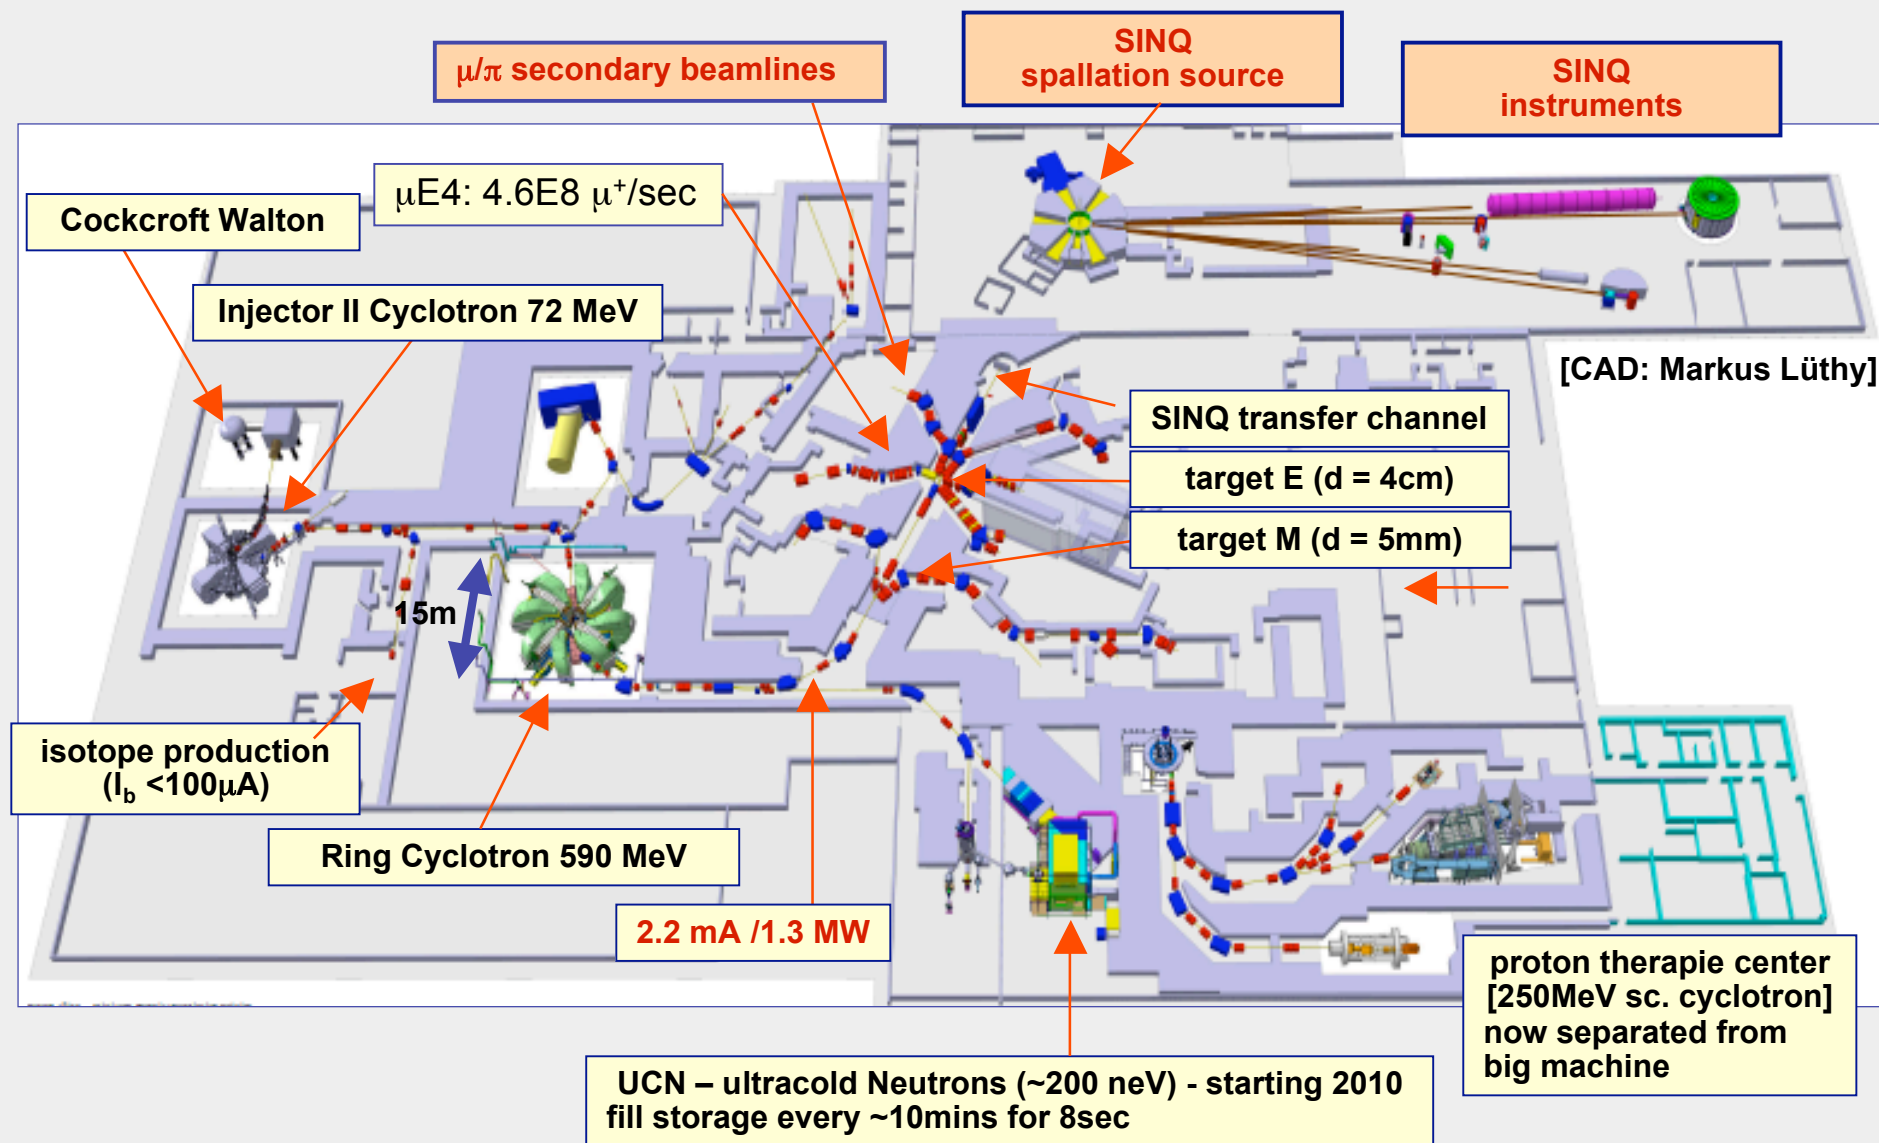 μ/π secondary beamlines
SINQ
spallation source
SINQ
instruments
μE4: 4.6E8 μ⁺/sec
Cockcroft Walton
Injector II Cyclotron 72 MeV
[CAD: Markus Lüthy]
SINQ transfer channel
target E (d = 4cm)
target M (d = 5mm)
15m
isotope production
(I_b <100μA)
Ring Cyclotron 590 MeV
2.2 mA /1.3 MW
proton therapie center
[250MeV sc. cyclotron]
now separated from
big machine
UCN – ultracold Neutrons (~200 neV) - starting 2010
fill storage every ~10mins for 8sec